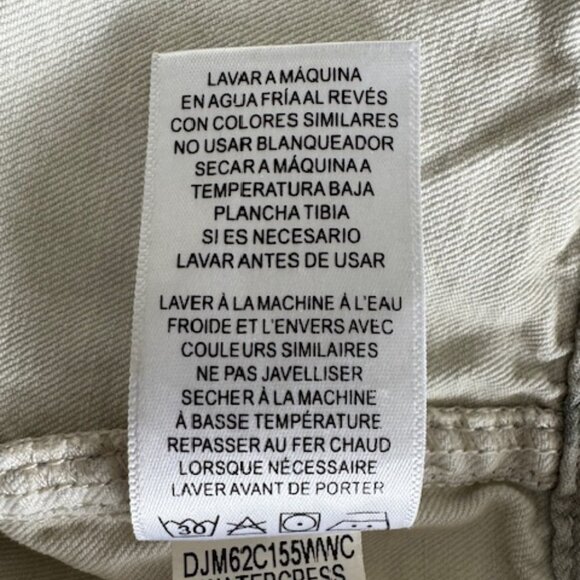 LAVAR A MÁQUINA
EN AGUA FRÍA AL REVÉS
CON COLORES SIMILARES
NO USAR BLANQUEADOR
SECAR A MÁQUINA A
TEMPERATURA BAJA
PLANCHA TIBIA
SI ES NECESARIO
LAVAR ANTES DE USAR
LAVER À LA MACHINE À L'EAU
FROIDE ET L'ENVERS AVEC
COULEURS SIMILAIRES
NE PAS JAVELLISER
SECHER À LA MACHINE
À BASSE TEMPÉRATURE
REPASSER AU FER CHAUD
LORSQUE NÉCESSAIRE
LAVER AVANT DE PORTER
30
DJM62C155WWC
WATERCRESS